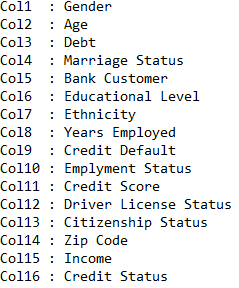 Col1  : Gender
Col2  : Age
Col3  : Debt
Col4  : Marriage Status
Col5  : Bank Customer
Col6  : Educational Level
Col7  : Ethnicity
Col8  : Years Employed
Col9  : Credit Default
Col10 : Emplyment Status
Col11 : Credit Score
Col12 : Driver License Status
Col13 : Citizenship Status
Col14 : Zip Code
Col15 : Income
Col16 : Credit Status